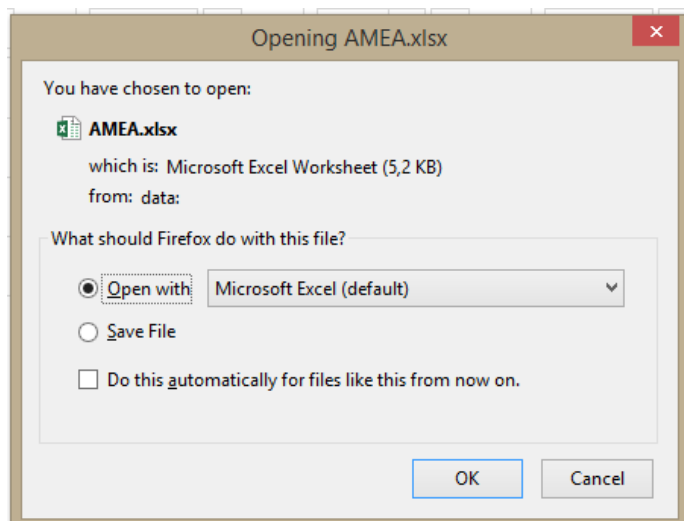 Opening AMEA.xlsx
You have chosen to open:
AMEA.xlsx
which is: Microsoft Excel Worksheet (5,2 KB)
from: data:
What should Firefox do with this file?
Open with Microsoft Excel (default)
Save File
Do this automatically for files like this from now on.
OK Cancel